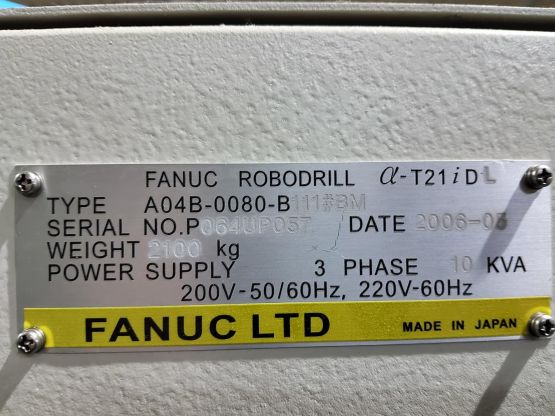 FANUC ROBODRILL α-T21iDL
TYPE A04B-0080-B111#BM
SERIAL NO.P064UP057 DATE 2006-03
WEIGHT 2100 kg
POWER SUPPLY 3 PHASE 10 KVA
200V-50/60Hz, 220V-60Hz
FANUC LTD MADE IN JAPAN